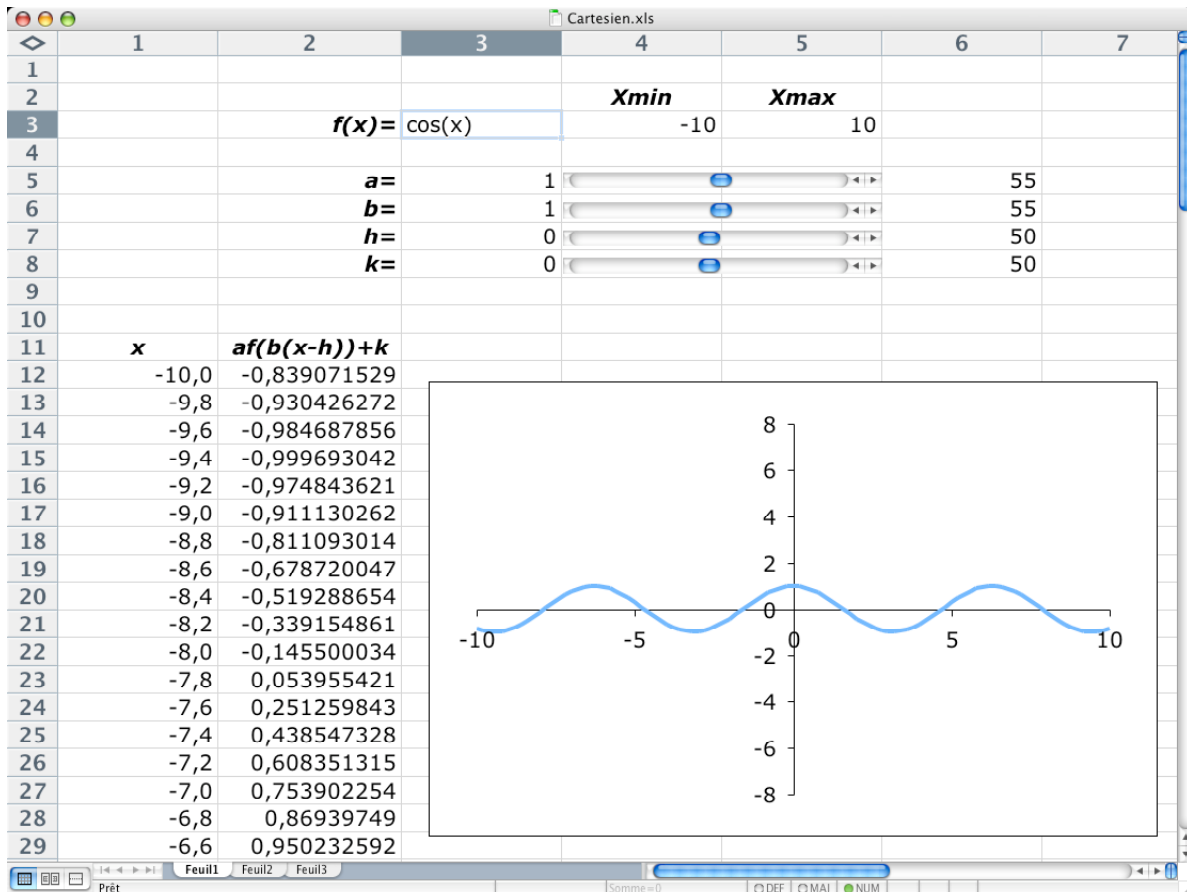 Cartesien.xls
1 2 3 4 5 6 7
1
2 Xmin Xmax
3 f(x)= cos(x) -10 10
4
5 a= 1 55
6 b= 1 55
7 h= 0 50
8 k= 0 50
9
10
11 x af(b(x-h))+k
12 -10,0 -0,839071529
13 -9,8 -0,930426272
14 -9,6 -0,984687856
15 -9,4 -0,999693042
16 -9,2 -0,974843621
17 -9,0 -0,911130262
18 -8,8 -0,811093014
19 -8,6 -0,678720047
20 -8,4 -0,519288654
21 -8,2 -0,339154861
22 -8,0 -0,145500034
23 -7,8 0,053955421
24 -7,6 0,251259843
25 -7,4 0,438547328
26 -7,2 0,608351315
27 -7,0 0,753902254
28 -6,8 0,86939749
29 -6,6 0,950232592
8
6
4
2
0
-10 -5 0 5 10
-2
-4
-6
-8
Feuil1 Feuil2 Feuil3
Prêt Somme=0 DEF MAJ NUM